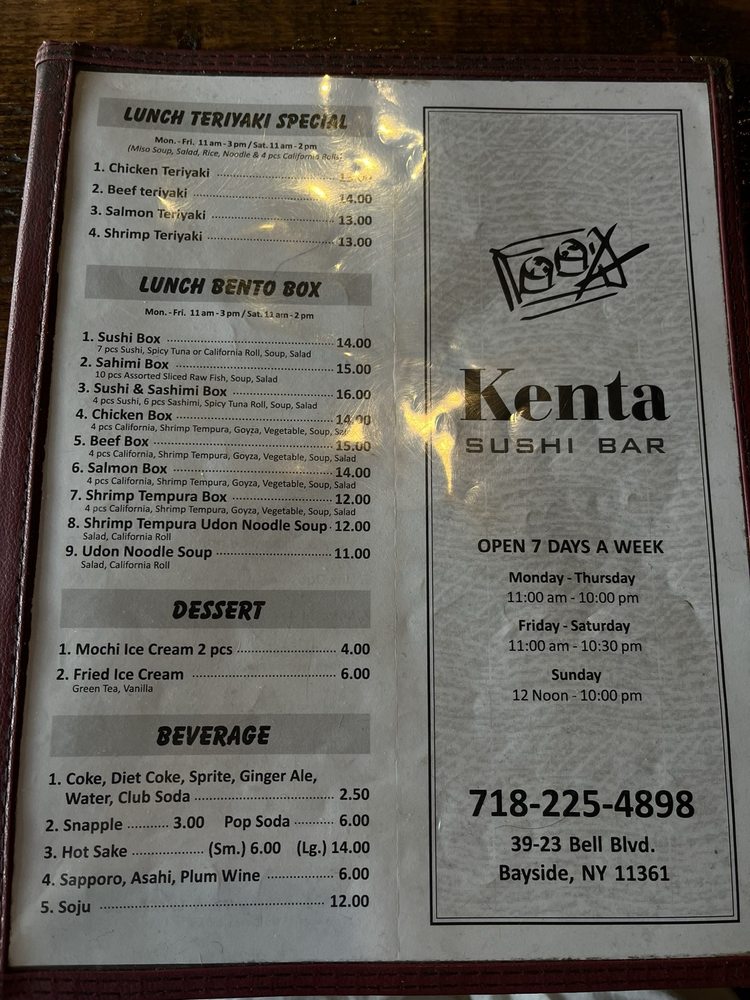 LUNCH TERIYAKI SPECIAL
Mon. - Fri. 11 am - 3 pm / Sat. 11 am - 2 pm
(Miso Soup, Salad, Rice, Noodle & 4 pcs California Rolls)
1. Chicken Teriyaki
2. Beef teriyaki 14.00
3. Salmon Teriyaki 13.00
4. Shrimp Teriyaki 13.00
LUNCH BENTO BOX
Mon. - Fri. 11 am - 3 pm / Sat. 11 am - 2 pm
1. Sushi Box 14.00
7 pcs Sushi, Spicy Tuna or California Roll, Soup, Salad
2. Sahimi Box 15.00
10 pcs Assorted Sliced Raw Fish, Soup, Salad
3. Sushi & Sashimi Box 16.00
4 pcs Sushi, 6 pcs Sashimi, Spicy Tuna Roll, Soup, Salad
4. Chicken Box 14.00
4 pcs California, Shrimp Tempura, Goyza, Vegetable, Soup, Salad
5. Beef Box 15.00
4 pcs California, Shrimp Tempura, Goyza, Vegetable, Soup, Salad
6. Salmon Box 14.00
4 pcs California, Shrimp Tempura, Goyza, Vegetable, Soup, Salad
7. Shrimp Tempura Box 12.00
4 pcs California, Shrimp Tempura, Goyza, Vegetable, Soup, Salad
8. Shrimp Tempura Udon Noodle Soup 12.00
Salad, California Roll
9. Udon Noodle Soup 11.00
Salad, California Roll
DESSERT
1. Mochi Ice Cream 2 pcs 4.00
2. Fried Ice Cream 6.00
Green Tea, Vanilla
BEVERAGE
1. Coke, Diet Coke, Sprite, Ginger Ale,
Water, Club Soda 2.50
2. Snapple 3.00 Pop Soda 6.00
3. Hot Sake (Sm.) 6.00 (Lg.) 14.00
4. Sapporo, Asahi, Plum Wine 6.00
5. Soju 12.00
Kenta
SUSHI BAR
OPEN 7 DAYS A WEEK
Monday - Thursday
11:00 am - 10:00 pm
Friday - Saturday
11:00 am - 10:30 pm
Sunday
12 Noon - 10:00 pm
718-225-4898
39-23 Bell Blvd.
Bayside, NY 11361